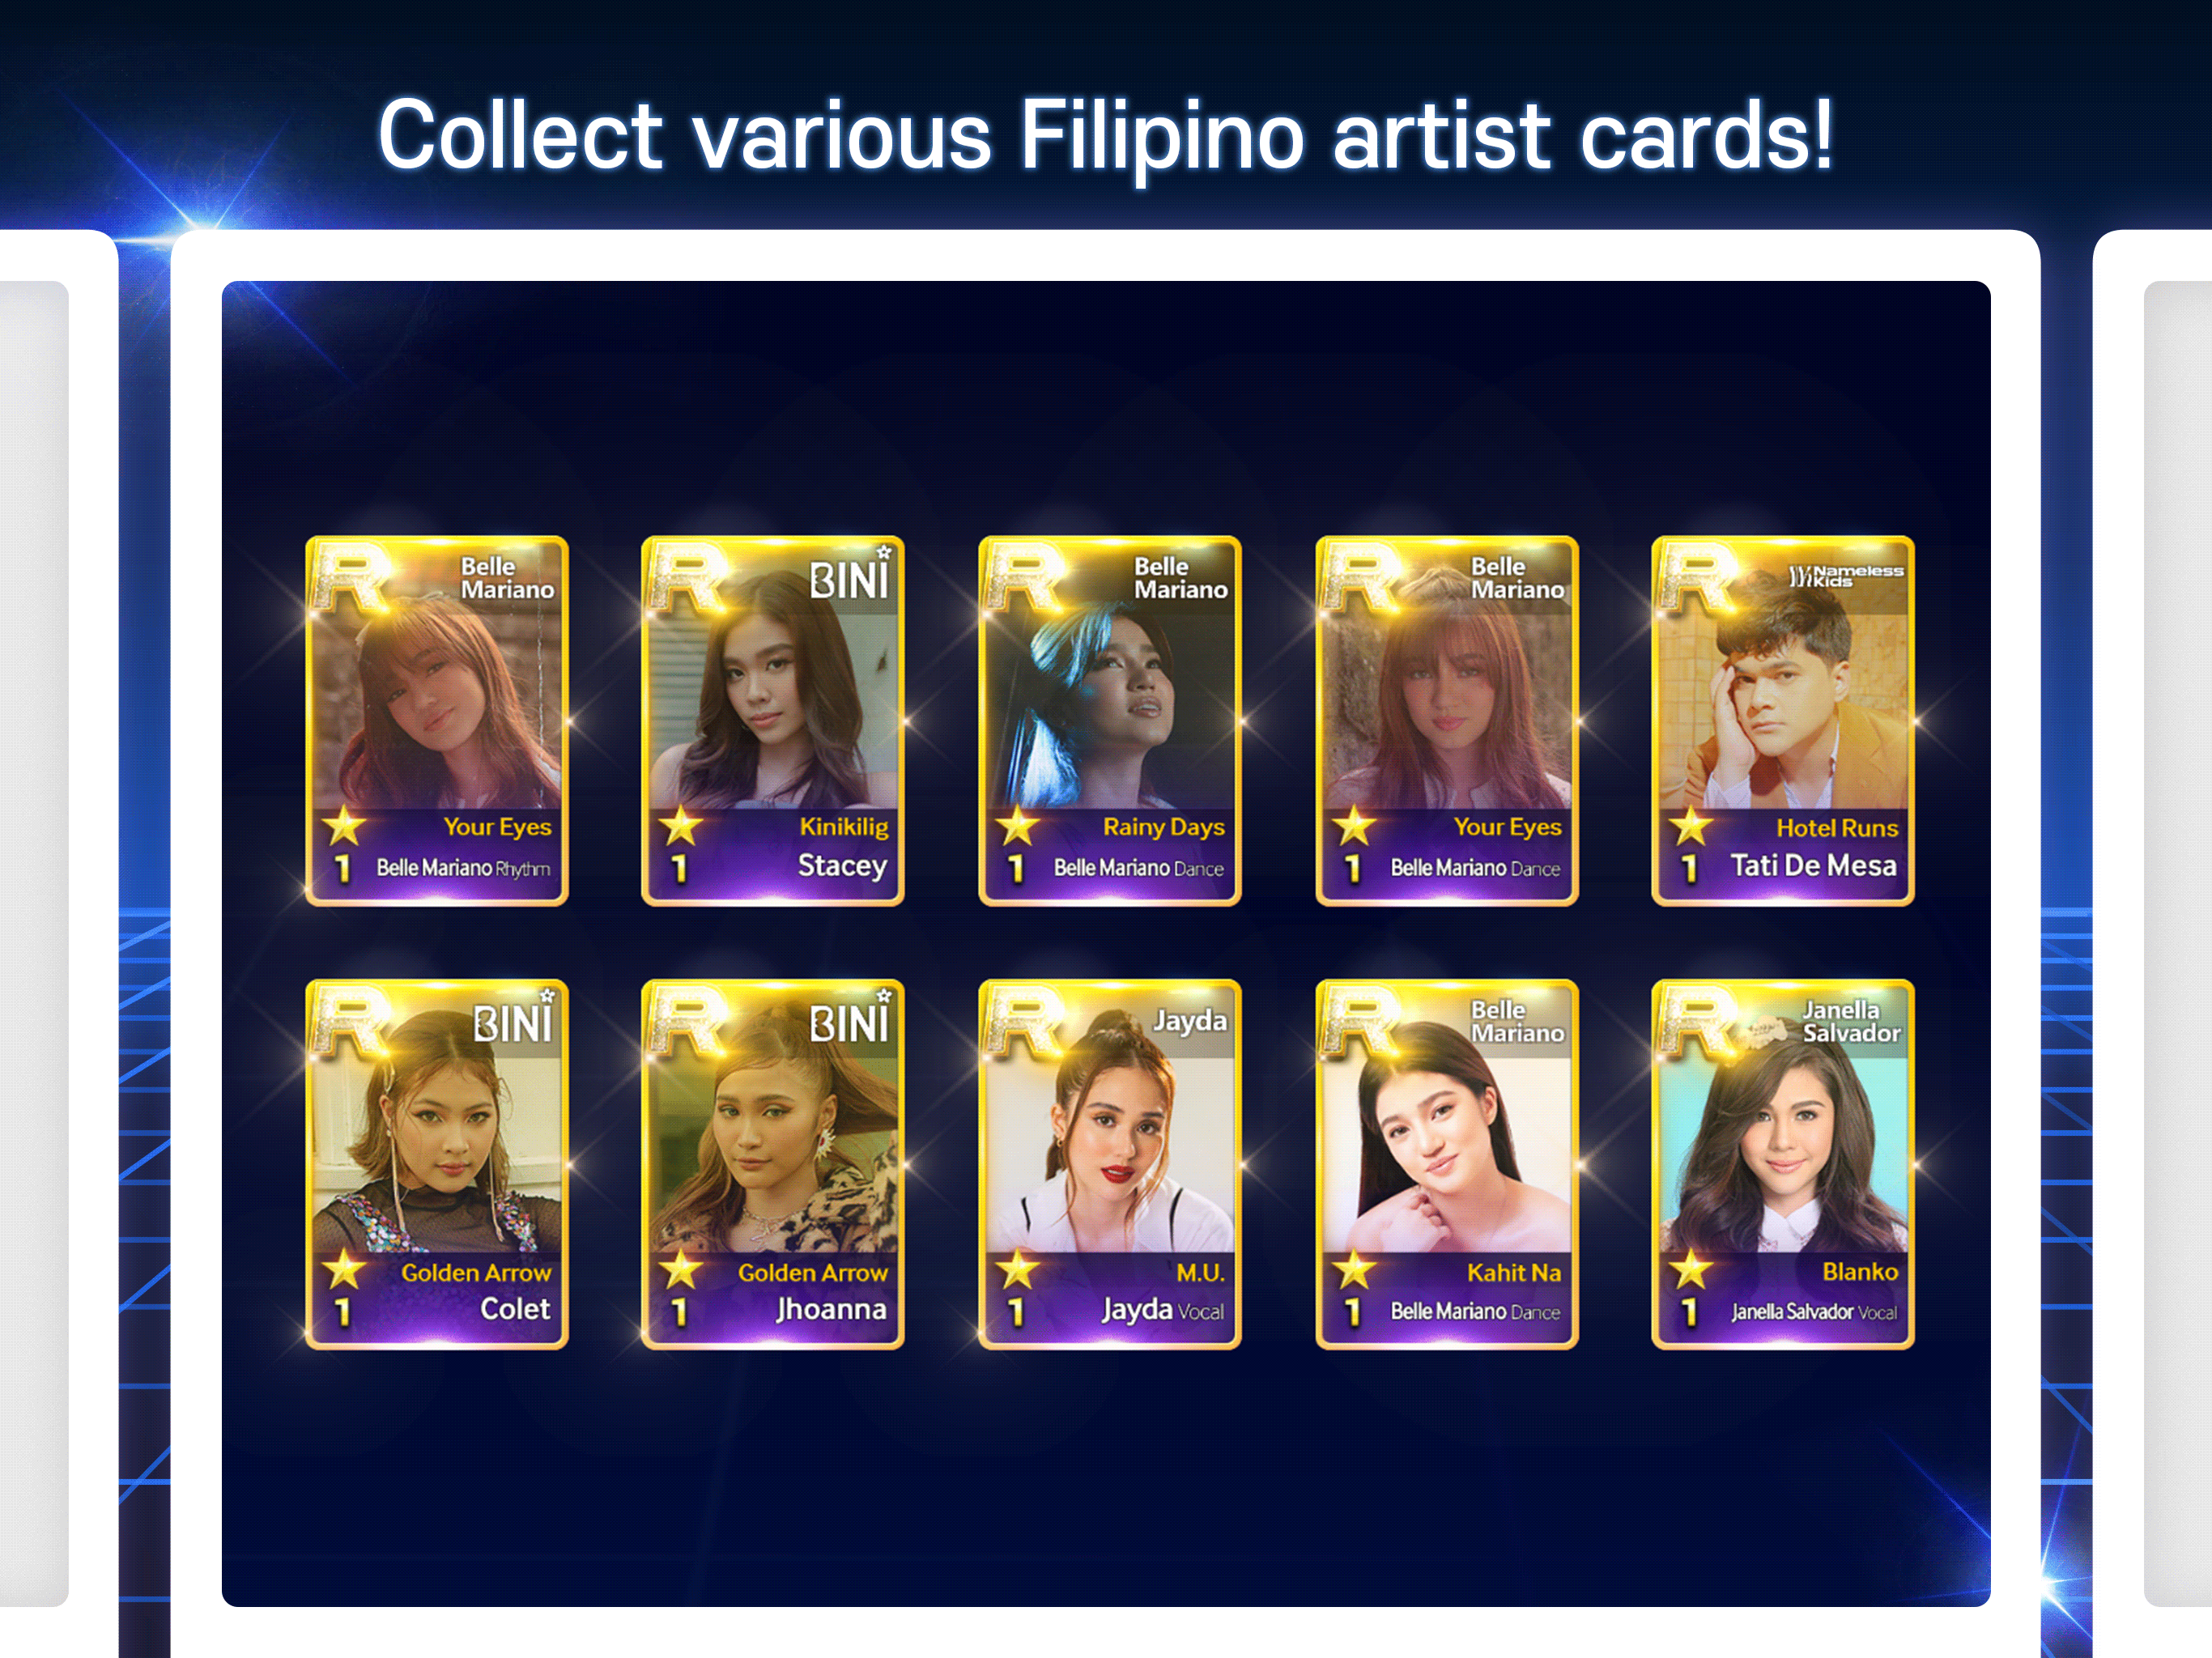 Collect various Filipino artist cards!
R
Belle
Mariano
1
Your Eyes
Belle Mariano Rhythm
R
BINI
1
Kinikilig
Stacey
R
Belle
Mariano
1
Rainy Days
Belle Mariano Dance
R
Belle
Mariano
1
Your Eyes
Belle Mariano Dance
R
Nameless
Kids
1
Hotel Runs
Tati De Mesa
R
BINI
1
Golden Arrow
Colet
R
BINI
1
Golden Arrow
Jhoanna
R
Jayda
1
M.U.
Jayda Vocal
R
Belle
Mariano
1
Kahit Na
Belle Mariano Dance
R
Janella
Salvador
1
Blanko
Janella Salvador Vocal